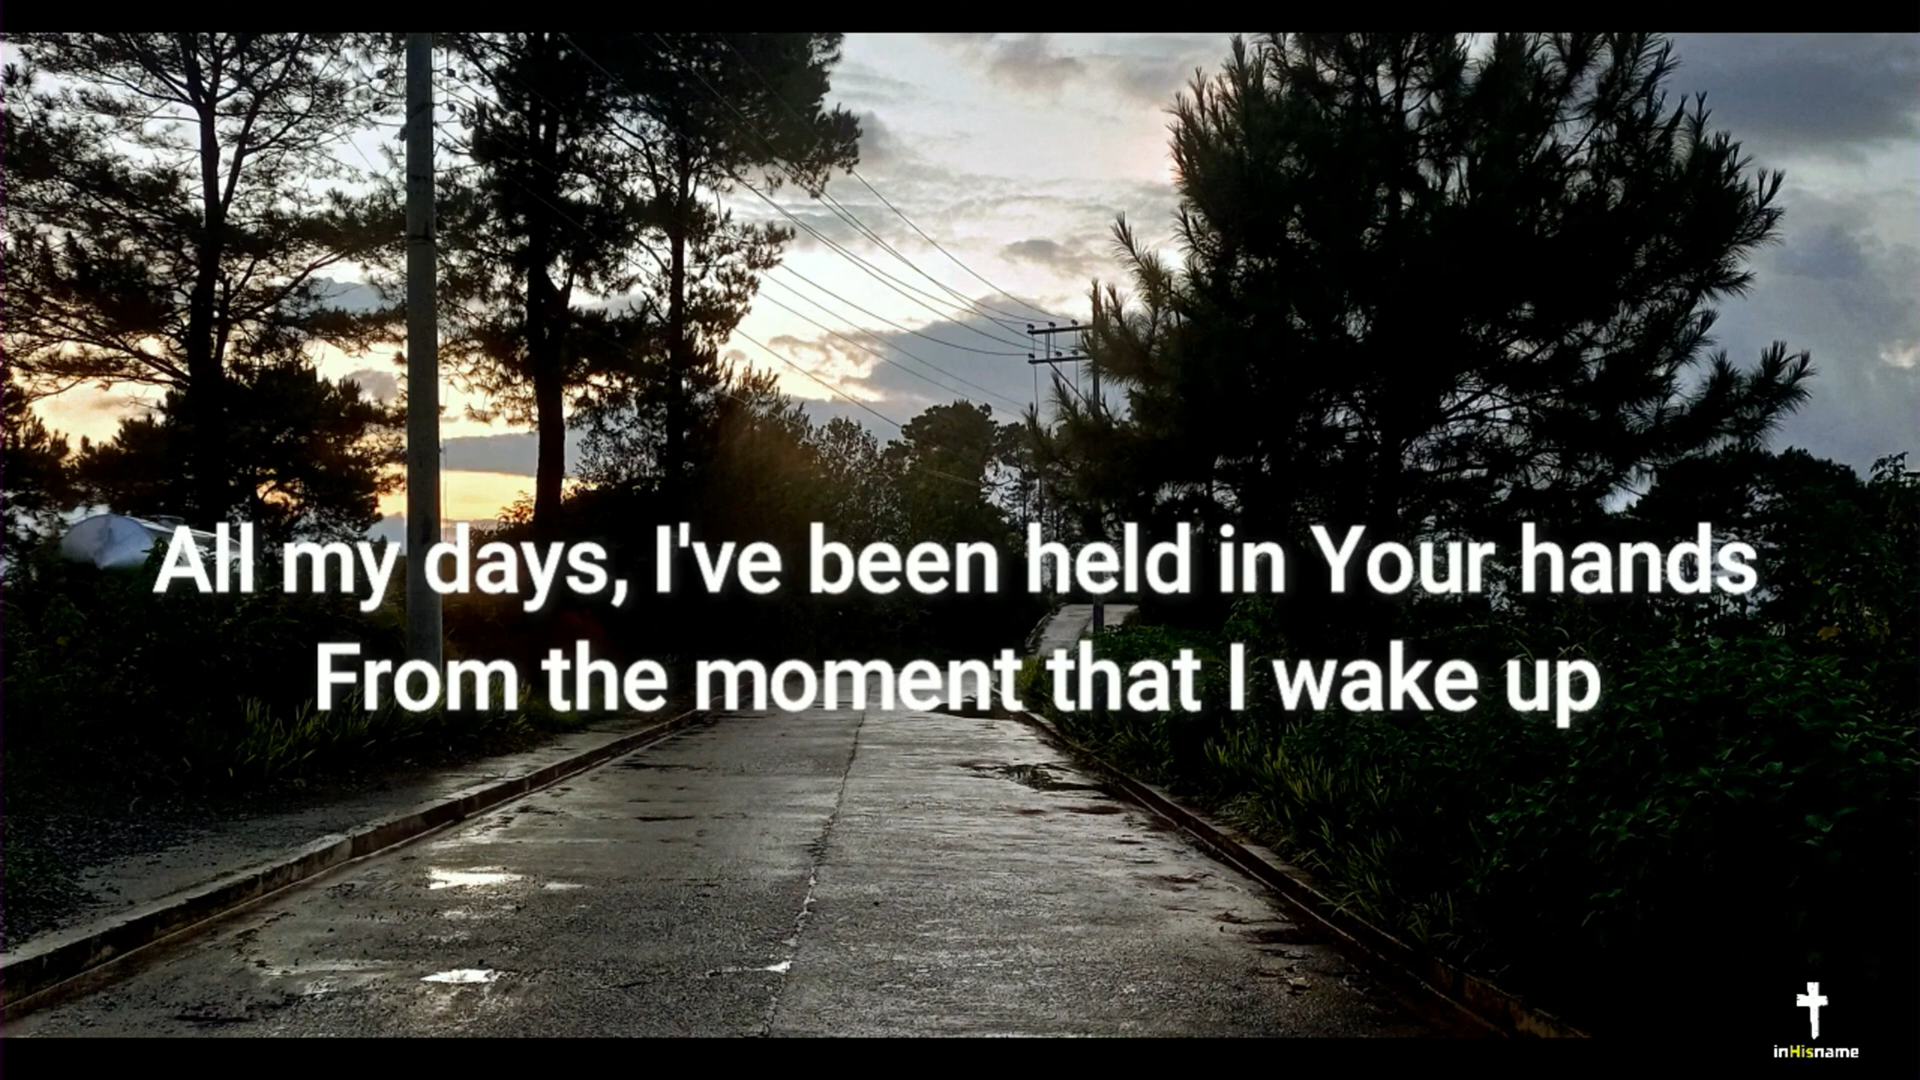 All my days, I've been held in Your hands
From the moment that I wake up
inHisname